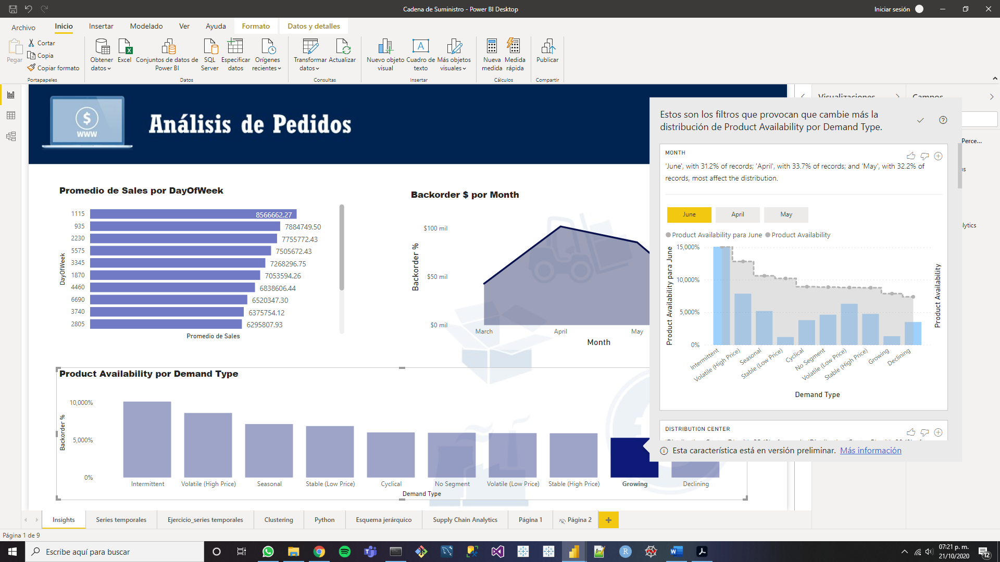 Cadena de Suministro - Power BI Desktop
Iniciar sesión
Archivo
Inicio
Insertar
Modelado
Ver
Ayuda
Formato
Datos y detalles
Pegar
Cortar
Copia
Copiar formato
Portapapeles
Obtener
datos
Excel
Conjuntos de datos de
Power BI
SQL
Server
Especificar
datos
Orígenes
recientes
Datos
Transformar
datos
Actualizar
Consultas
Nuevo objeto
visual
Cuadro de
texto
Más objetos
visuales
Insertar
Nueva
medida
Medida
rápida
Cálculos
Publicar
Compartir
$
WWW
Análisis de Pedidos
Visualizaciones
Campos
Perce...
ns
lytics
Promedio de Sales por DayOfWeek
DayOfWeek
1115
8566662.27
935
7884749.50
2230
7755772.43
5575
7505672.43
3345
7268296.75
1870
7053594.26
4460
6838606.44
6690
6520347.30
3740
6375754.12
2805
6295807.93
Promedio de Sales
Backorder $ por Month
Backorder %
$100 mil
$50 mil
$0 mil
March
April
May
Month
Product Availability por Demand Type
Backorder %
10,000%
5,000%
0%
Intermittent
Volatile (High Price)
Seasonal
Stable (Low Price)
Cyclical
No Segment
Volatile (Low Price)
Stable (High Price)
Growing
Declining
Demand Type
Estos son los filtros que provocan que cambie más la
distribución de Product Availability por Demand Type.
MONTH
'June', with 31.2% of records; 'April', with 33.7% of records; and 'May', with 32.2% of
records, most affect the distribution.
June
April
May
Product Availability para June
Product Availability
Product Availability para June
15,000%
10,000%
5,000%
0%
Product Availability
Intermittent
Volatile (High Price)
Seasonal
Stable (Low Price)
Cyclical
No Segment
Volatile (Low Price)
Stable (High Price)
Growing
Declining
Demand Type
DISTRIBUTION CENTER
Esta característica está en versión preliminar. Más información
Insights
Series temporales
Ejercicio_series temporales
Clustering
Python
Esquema jerárquico
Supply Chain Analytics
Página 1
Página 2
Página 1 de 9
Escribe aquí para buscar
07:21 p. m.
21/10/2020
12